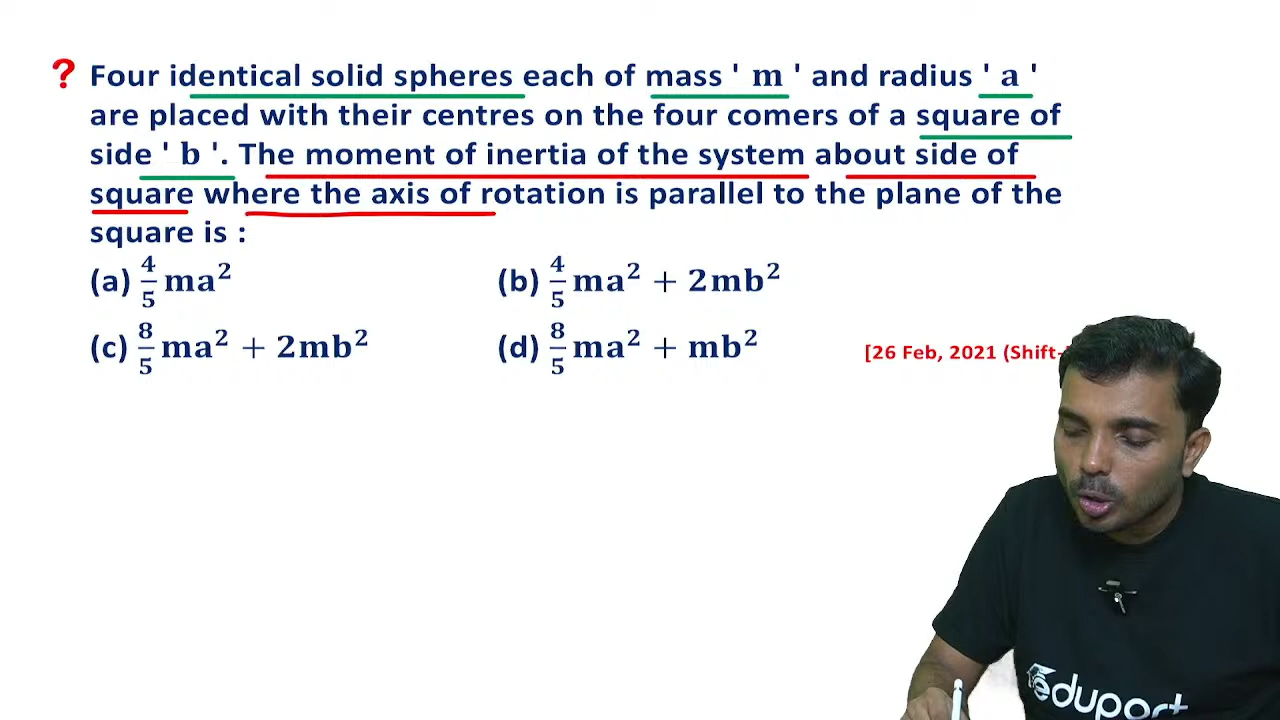 ? Four identical solid spheres each of mass ' m ' and radius ' a '
are placed with their centres on the four comers of a square of
side ' b '. The moment of inertia of the system about side of
square where the axis of rotation is parallel to the plane of the
square is :
(a) 4/5 ma² (b) 4/5 ma² + 2mb²
(c) 8/5 ma² + 2mb² (d) 8/5 ma² + mb² [26 Feb, 2021 (Shift-
eduport